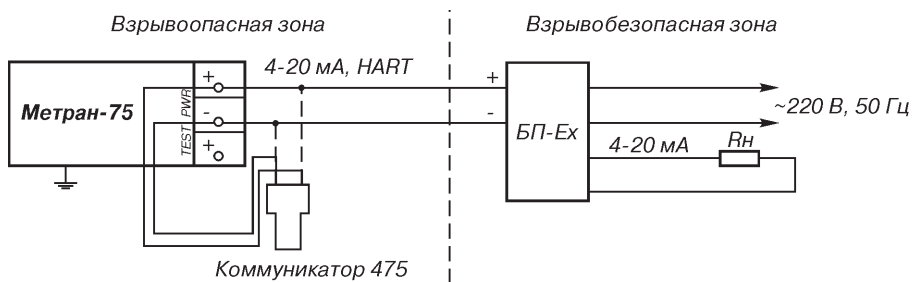 Взрывоопасная зона
Взрывобезопасная зона
4-20 мА, HART
Метран-75
PWR
TEST
+
-
+
+
-
БП-Ех
~220 В, 50 Гц
4-20 мА
Rн
Коммуникатор 475